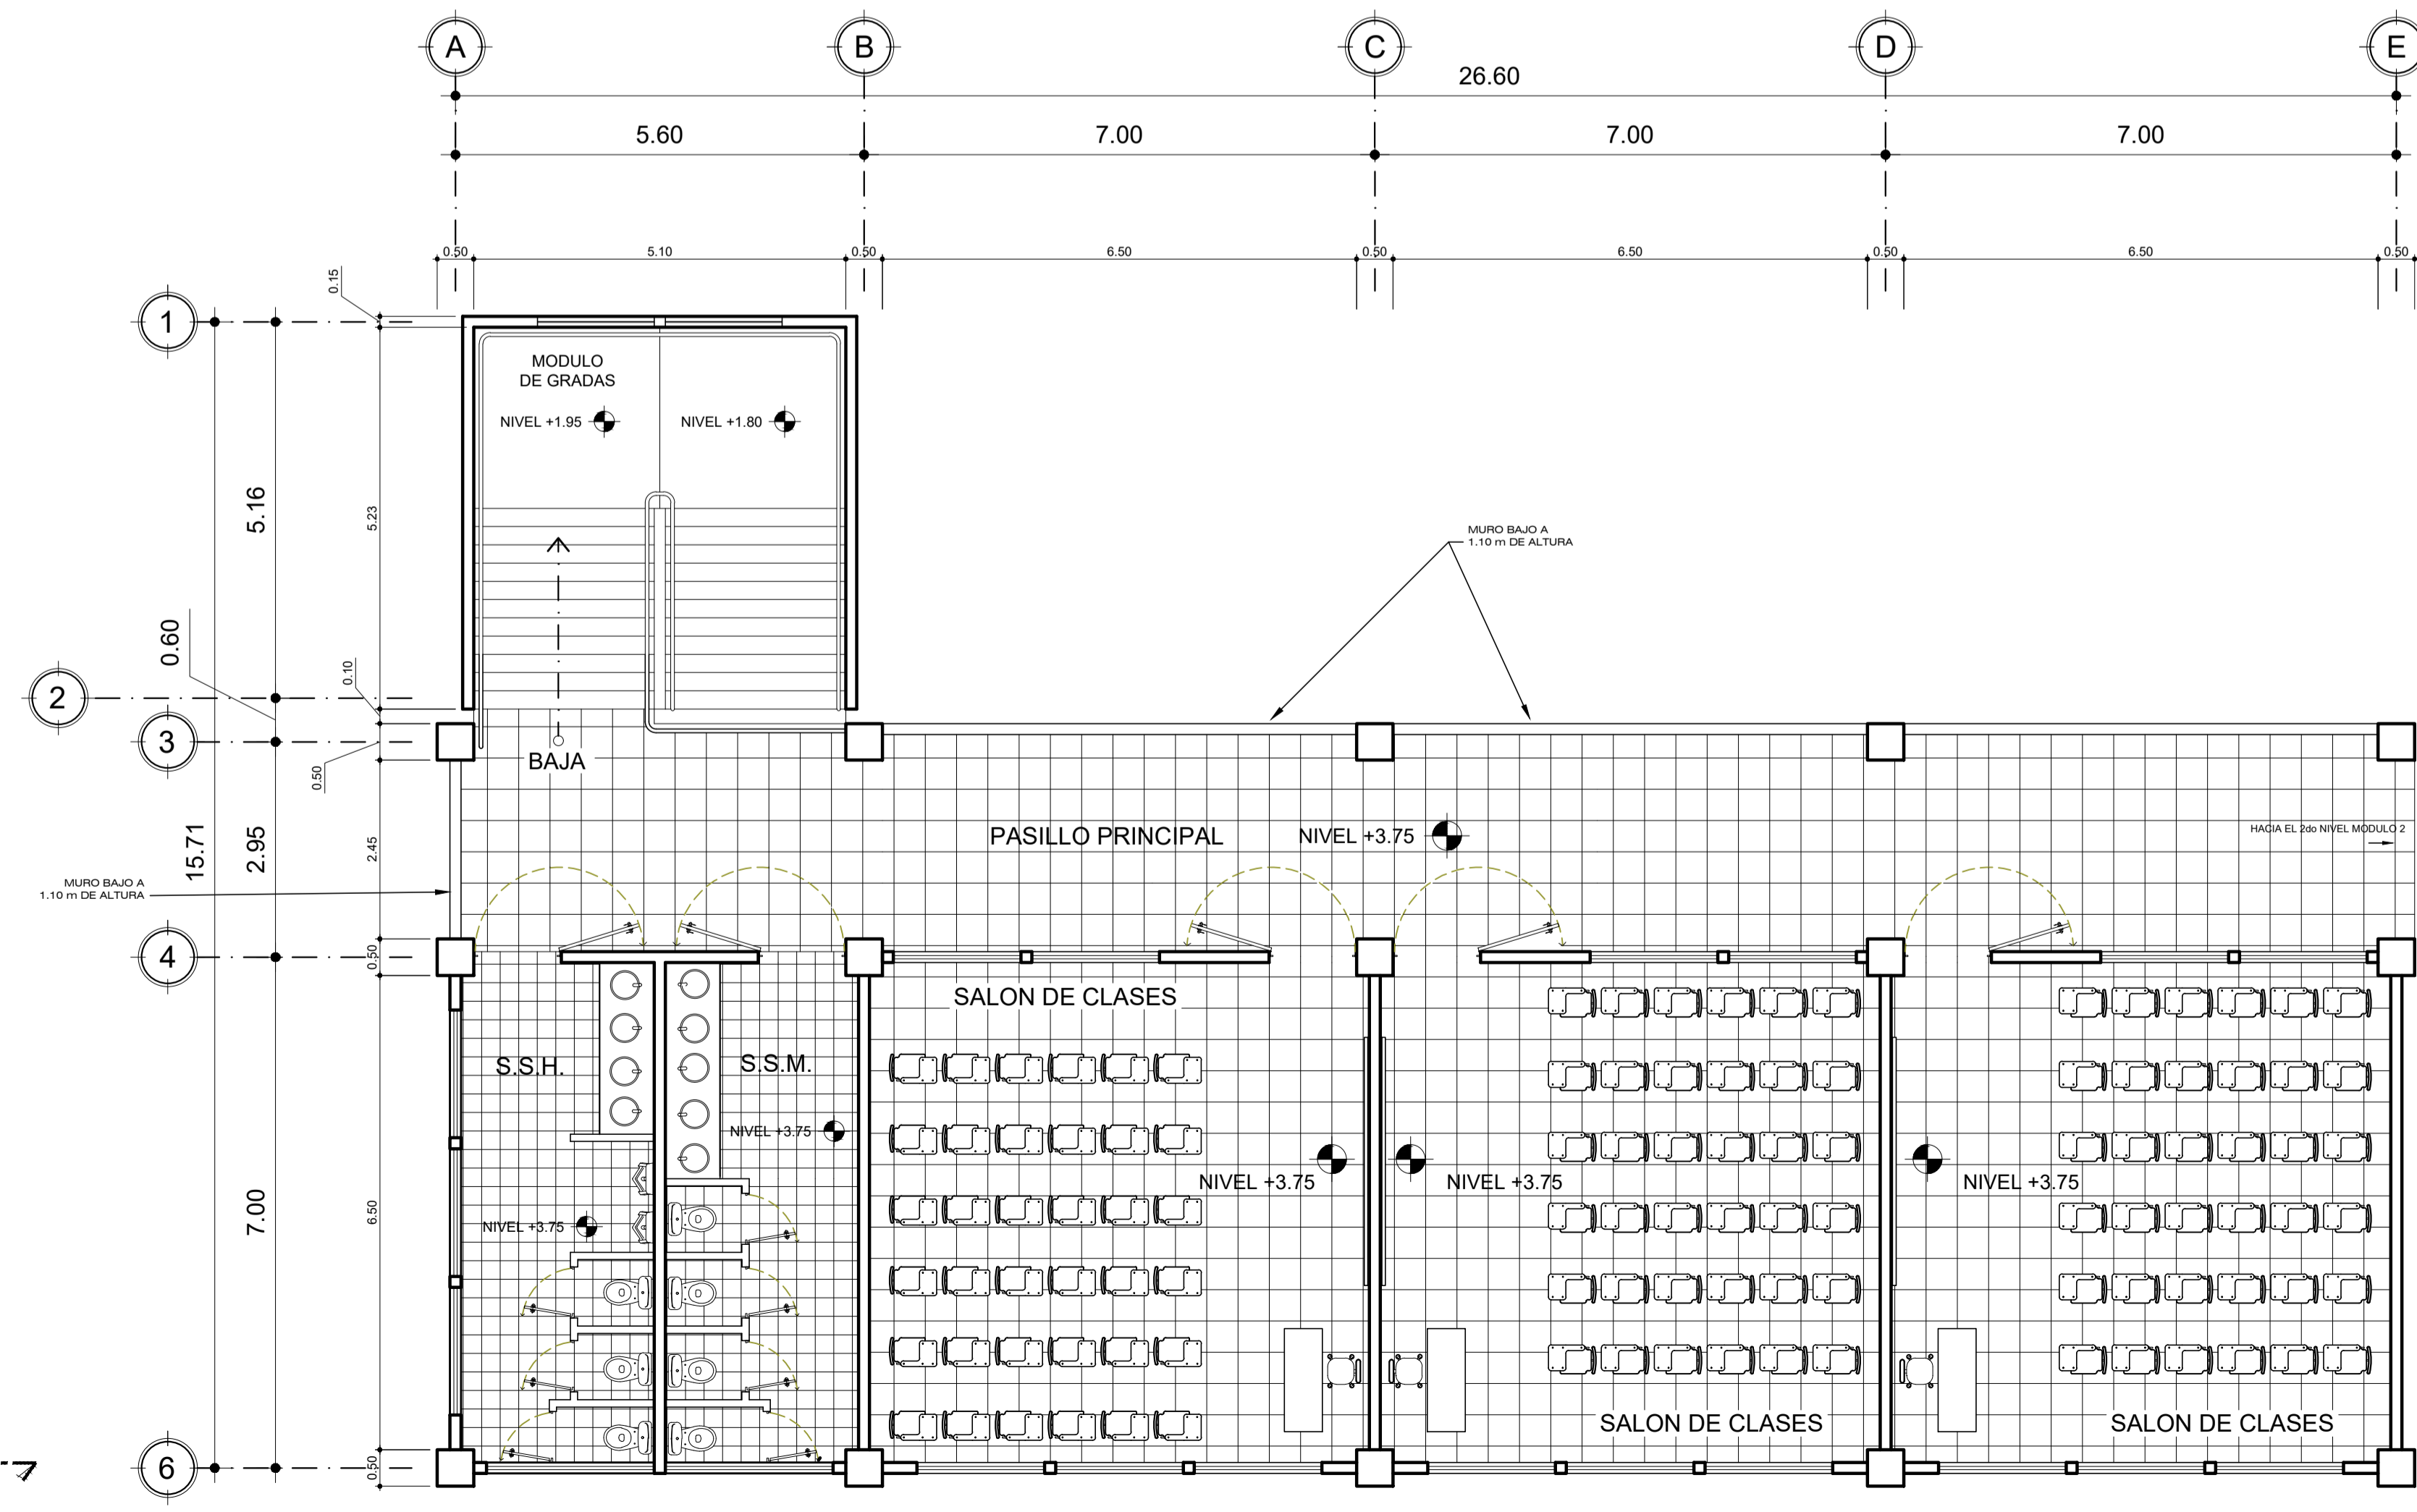 A
B
C
D
E
26.60
5.60
7.00
7.00
7.00
0.50
5.10
0.50
6.50
0.50
6.50
0.50
6.50
0.50
0.15
1
MODULO
DE GRADAS
NIVEL +1.95
NIVEL +1.80
5.16
5.23
MURO BAJO A
1.10 m DE ALTURA
0.60
0.10
2
3
BAJA
0.50
15.71
2.95
2.45
PASILLO PRINCIPAL
NIVEL +3.75
HACIA EL 2do NIVEL MODULO 2
MURO BAJO A
1.10 m DE ALTURA
4
0.50
SALON DE CLASES
S.S.H.
S.S.M.
NIVEL +3.75
NIVEL +3.75
NIVEL +3.75
NIVEL +3.75
NIVEL +3.75
7.00
6.50
SALON DE CLASES
SALON DE CLASES
6
0.50